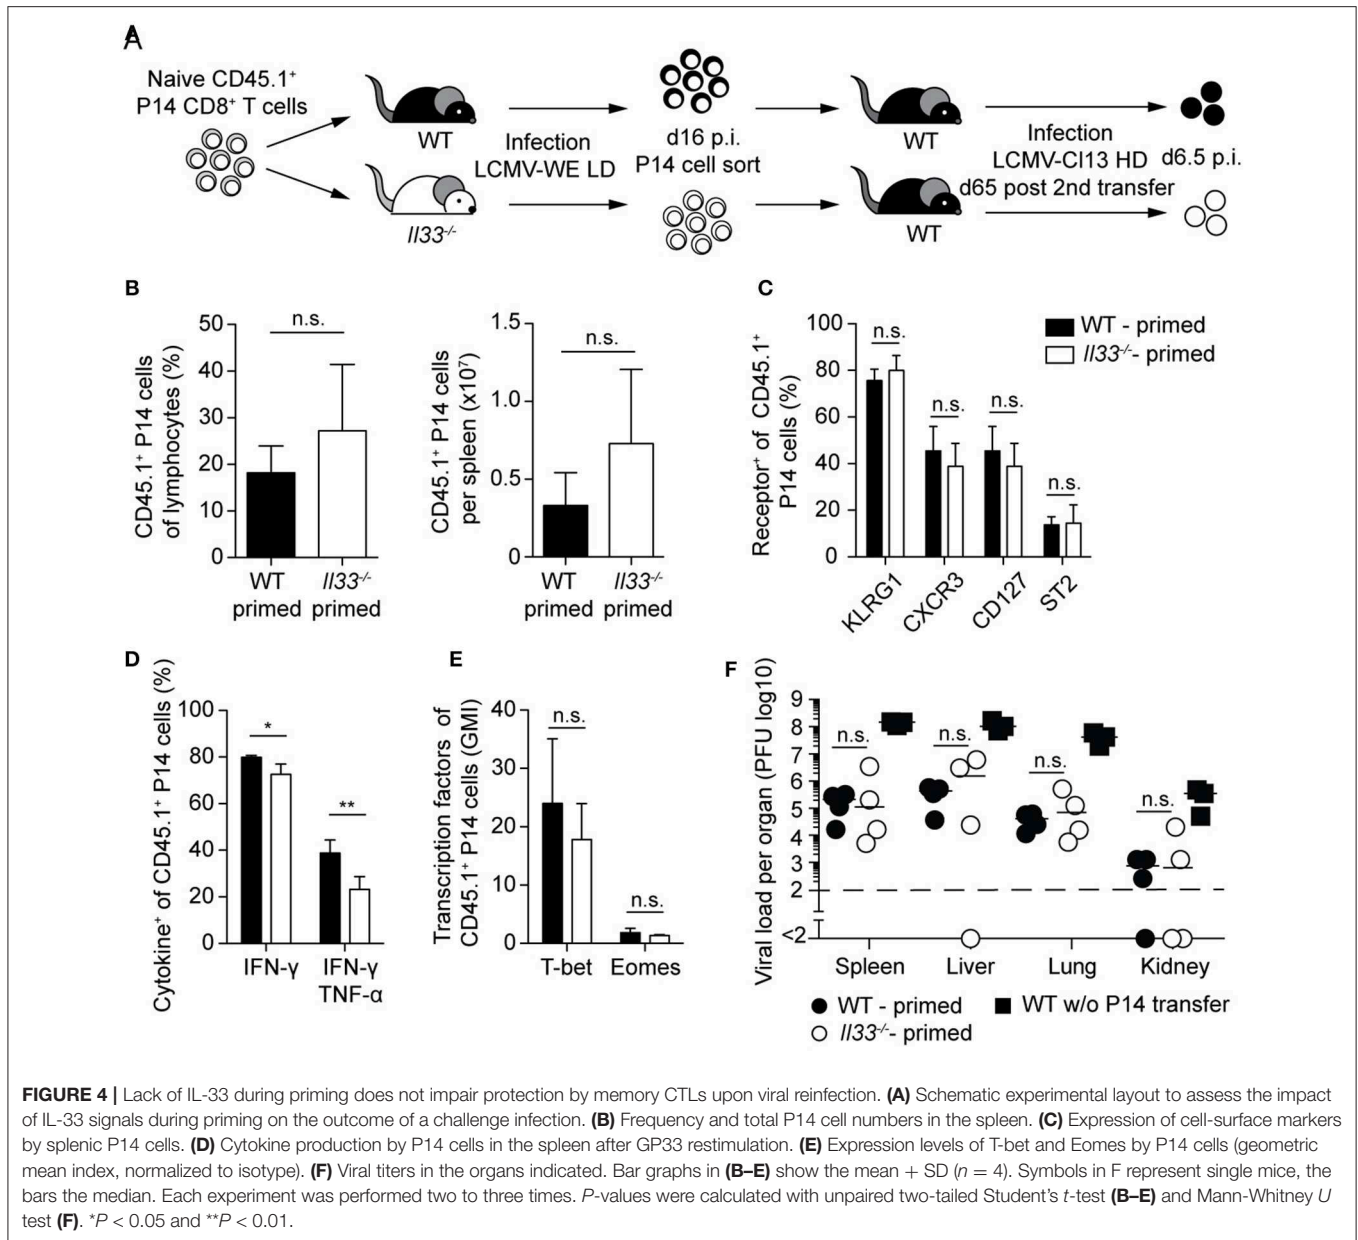 A
Naive CD45.1⁺
P14 CD8⁺ T cells
WT
Il33⁻/⁻
Infection
LCMV-WE LD
d16 p.i.
P14 cell sort
WT
WT
Infection
LCMV-Cl13 HD
d65 post 2nd transfer
d6.5 p.i.
B
CD45.1⁺ P14 cells
of lymphocytes (%)
50
40
30
20
10
0
n.s.
WT
primed
Il33⁻/⁻
primed
CD45.1⁺ P14 cells
per spleen (x10⁷)
1.5
1.0
0.5
0
n.s.
WT
primed
Il33⁻/⁻
primed
C
Receptor⁺ of CD45.1⁺
P14 cells (%)
100
80
60
40
20
0
n.s.
n.s.
n.s.
n.s.
KLRG1
CXCR3
CD127
ST2
WT - primed
Il33⁻/⁻- primed
D
Cytokine⁺ of CD45.1⁺ P14 cells (%)
100
80
60
40
20
0
*
**
IFN-γ
IFN-γ
TNF-α
E
Transcription factors of
CD45.1⁺ P14 cells (GMI)
40
30
20
10
0
n.s.
n.s.
T-bet
Eomes
F
Viral load per organ (PFU log10)
9
8
7
6
5
4
3
2
<2
n.s.
n.s.
n.s.
n.s.
Spleen
Liver
Lung
Kidney
WT - primed
WT w/o P14 transfer
Il33⁻/⁻- primed
FIGURE 4 | Lack of IL-33 during priming does not impair protection by memory CTLs upon viral reinfection. (A) Schematic experimental layout to assess the impact
of IL-33 signals during priming on the outcome of a challenge infection. (B) Frequency and total P14 cell numbers in the spleen. (C) Expression of cell-surface markers
by splenic P14 cells. (D) Cytokine production by P14 cells in the spleen after GP33 restimulation. (E) Expression levels of T-bet and Eomes by P14 cells (geometric
mean index, normalized to isotype). (F) Viral titers in the organs indicated. Bar graphs in (B–E) show the mean + SD (n = 4). Symbols in F represent single mice, the
bars the median. Each experiment was performed two to three times. P-values were calculated with unpaired two-tailed Student's t-test (B–E) and Mann-Whitney U
test (F). *P < 0.05 and **P < 0.01.